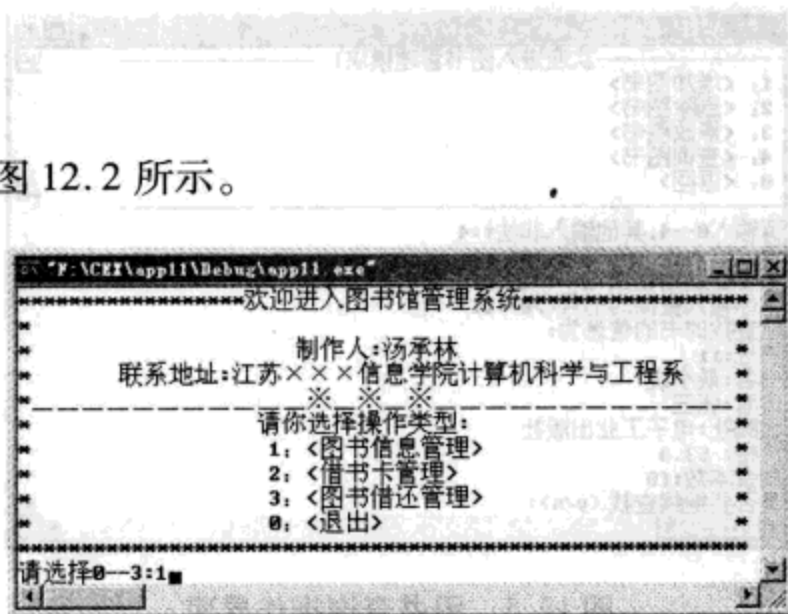 图 12.2 所示。
"F:\CEX\app11\Debug\app11.exe"
**********************欢迎进入图书馆管理系统**********************
制作人:汤承林
联系地址:江苏×××信息学院计算机科学与工程系
※ ※ ※
请你选择操作类型:
1: <图书信息管理>
2: <借书卡管理>
3: <图书借还管理>
0: <退出>
请选择0--3:1